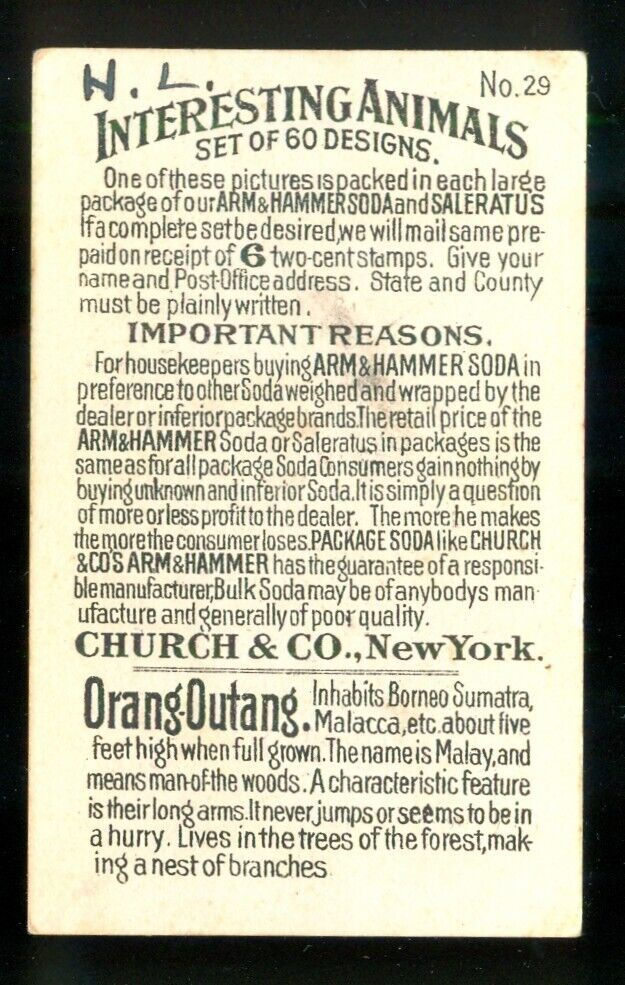 H. L.
No. 29
INTERESTING ANIMALS
SET OF 60 DESIGNS.
One of these pictures is packed in each large
package of our ARM & HAMMER SODA and SALERATUS
If a complete set be desired, we will mail same pre-
paid on receipt of 6 two-cent stamps. Give your
name and Post-Office address. State and County
must be plainly written.
IMPORTANT REASONS.
For housekeepers buying ARM & HAMMER SODA in
preference to other Soda weighed and wrapped by the
dealer or inferior package brands. The retail price of the
ARM & HAMMER Soda or Saleratus in packages is the
same as for all package Soda Consumers gain nothing by
buying unknown and inferior Soda. It is simply a question
of more or less profit to the dealer. The more he makes
the more the consumer loses. PACKAGE SODA like CHURCH
& CO'S ARM & HAMMER has the guarantee of a responsi-
ble manufacturer, Bulk Soda may be of anybodys man-
ufacture and generally of poor quality.
CHURCH & CO., New York.
Orang Outang. Inhabits Borneo Sumatra,
Malacca, etc. about five
feet high when full grown. The name is Malay, and
means man-of-the woods. A characteristic feature
is their long arms. It never jumps or seems to be in
a hurry. Lives in the trees of the forest, mak-
ing a nest of branches